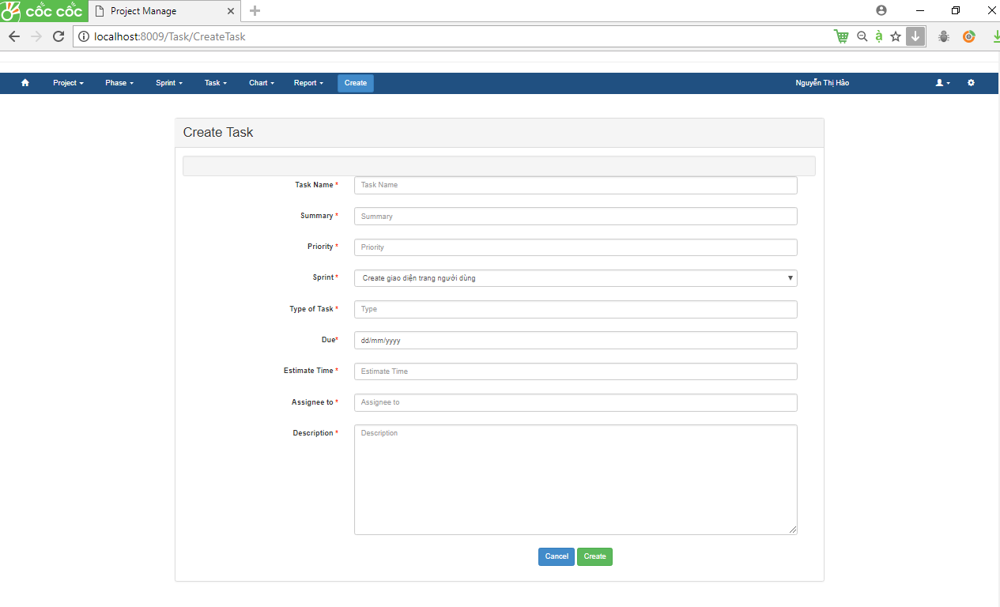 cốc cốc Project Manage
localhost:8009/Task/CreateTask à
Project Phase Sprint Task Chart Report Create Nguyễn Thị Hảo
Create Task
Task Name * Task Name
Summary * Summary
Priority * Priority
Sprint * Create giao diện trang người dùng
Type of Task * Type
Due* dd/mm/yyyy
Estimate Time * Estimate Time
Assignee to * Assignee to
Description * Description
Cancel Create